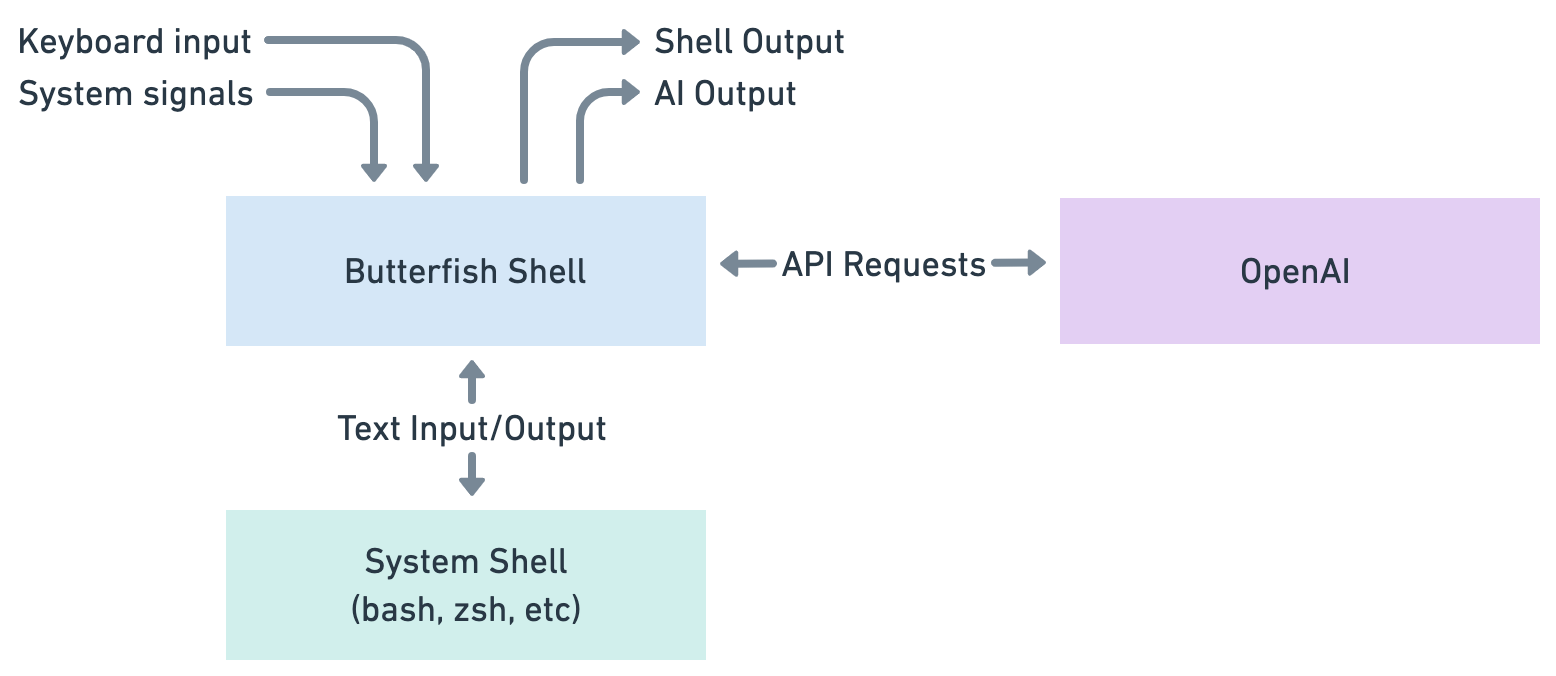 Keyboard input
System signals
Shell Output
AI Output
Butterfish Shell
API Requests
OpenAI
Text Input/Output
System Shell
(bash, zsh, etc)